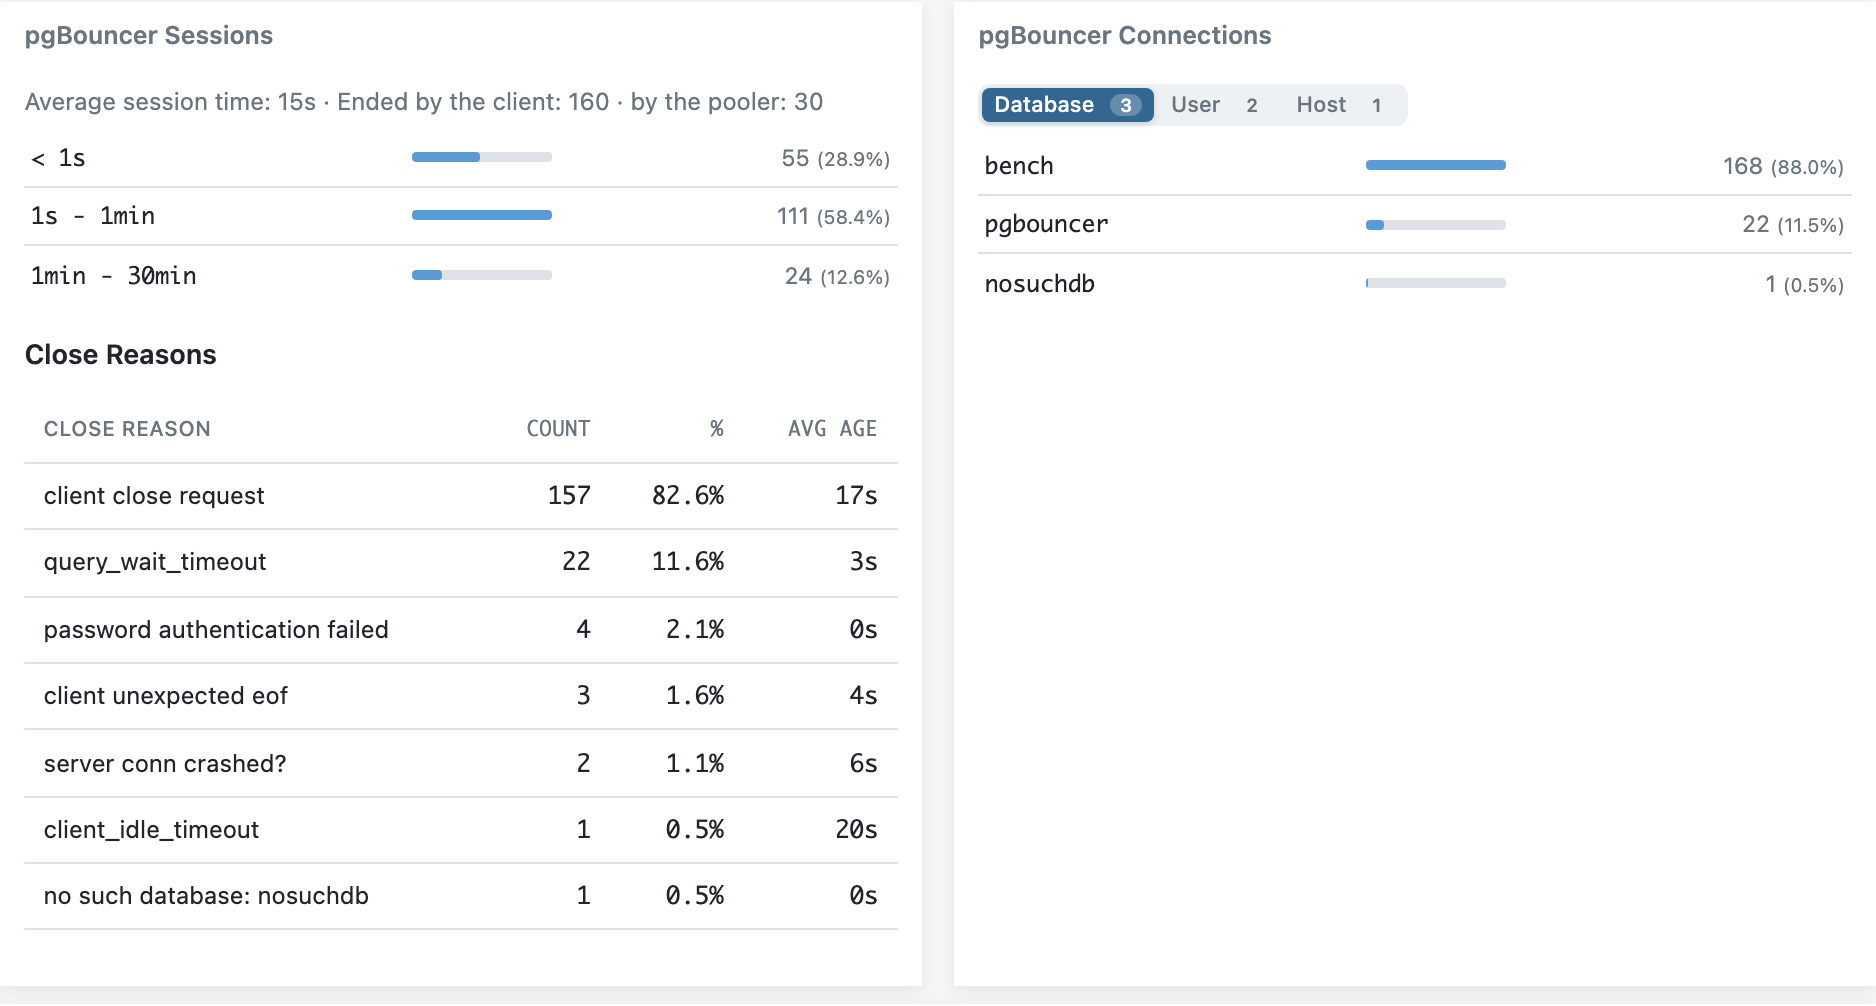 pgBouncer Sessions
Average session time: 15s · Ended by the client: 160 · by the pooler: 30
< 1s 55 (28.9%)
1s - 1min 111 (58.4%)
1min - 30min 24 (12.6%)
Close Reasons
CLOSE REASON COUNT % AVG AGE
client close request 157 82.6% 17s
query_wait_timeout 22 11.6% 3s
password authentication failed 4 2.1% 0s
client unexpected eof 3 1.6% 4s
server conn crashed? 2 1.1% 6s
client_idle_timeout 1 0.5% 20s
no such database: nosuchdb 1 0.5% 0s
pgBouncer Connections
Database 3 User 2 Host 1
bench 168 (88.0%)
pgbouncer 22 (11.5%)
nosuchdb 1 (0.5%)